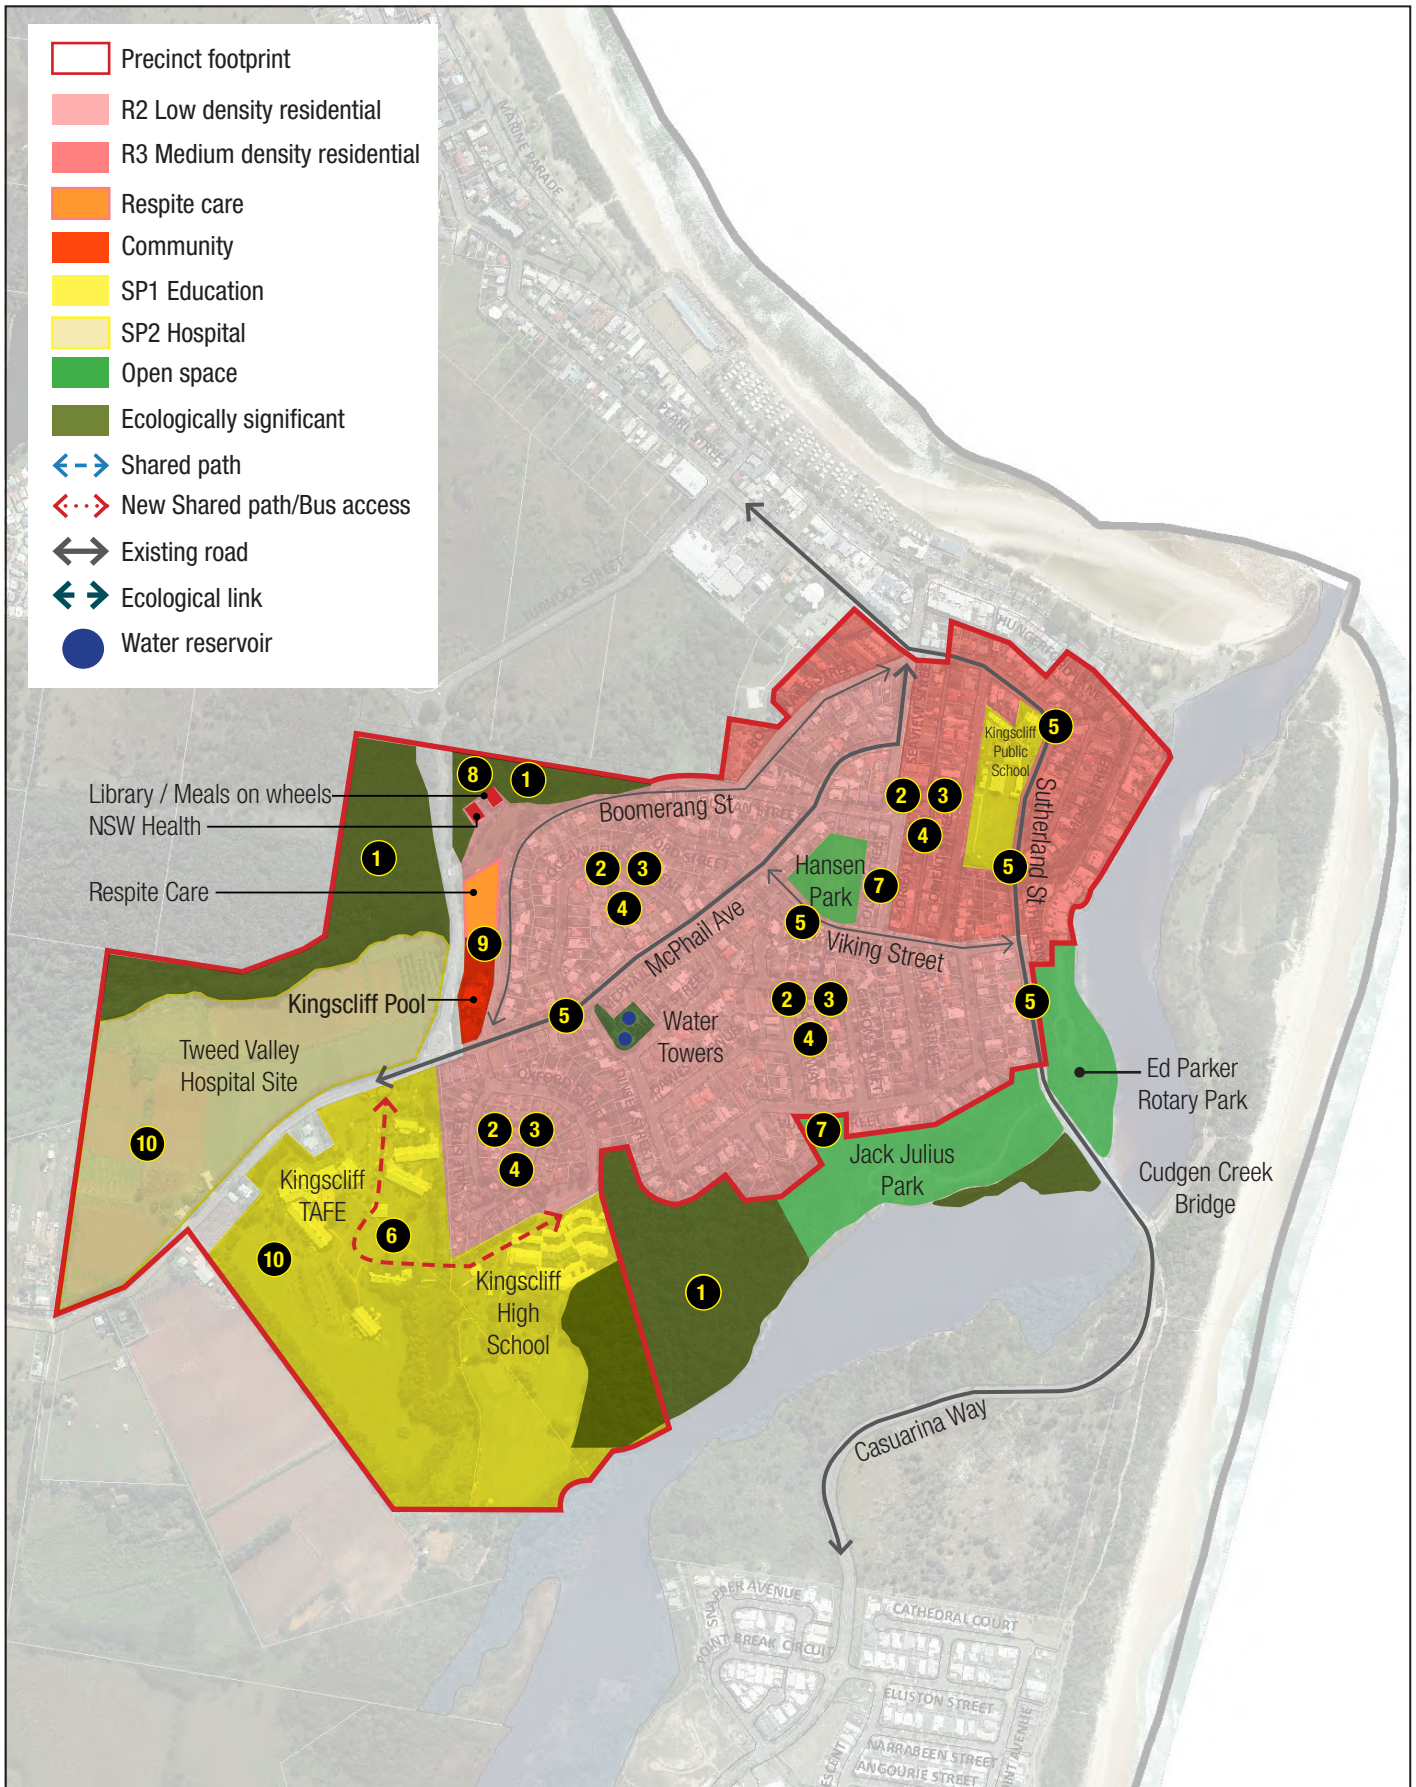 Precinct footprint
R2 Low density residential
R3 Medium density residential
Respite care
Community
SP1 Education
SP2 Hospital
Open space
Ecologically significant
Shared path
New Shared path/Bus access
Existing road
Ecological link
Water reservoir
MARINE PARADE
PEARL STREET
TURNOCK STREET
Kingscliff
Public
School
5
Sutherland St
Library / Meals on wheels
NSW Health
8
1
Boomerang St
2
3
4
5
1
Respite Care
2
3
4
Hansen
Park
7
5
McPhail Ave
Viking Street
9
Kingscliff Pool
5
Water
Towers
2
3
4
5
Tweed Valley
Hospital Site
10
Ed Parker
Rotary Park
2
3
4
7
Jack Julius
Park
Cudgen Creek
Bridge
Kingscliff
TAFE
6
10
Kingscliff
High
School
1
Casuarina Way
CATHEDRAL COURT
POINT BREAK CIRCUIT
ELLISTON STREET
NARRABEEN STREET
ANGOURIE STREET